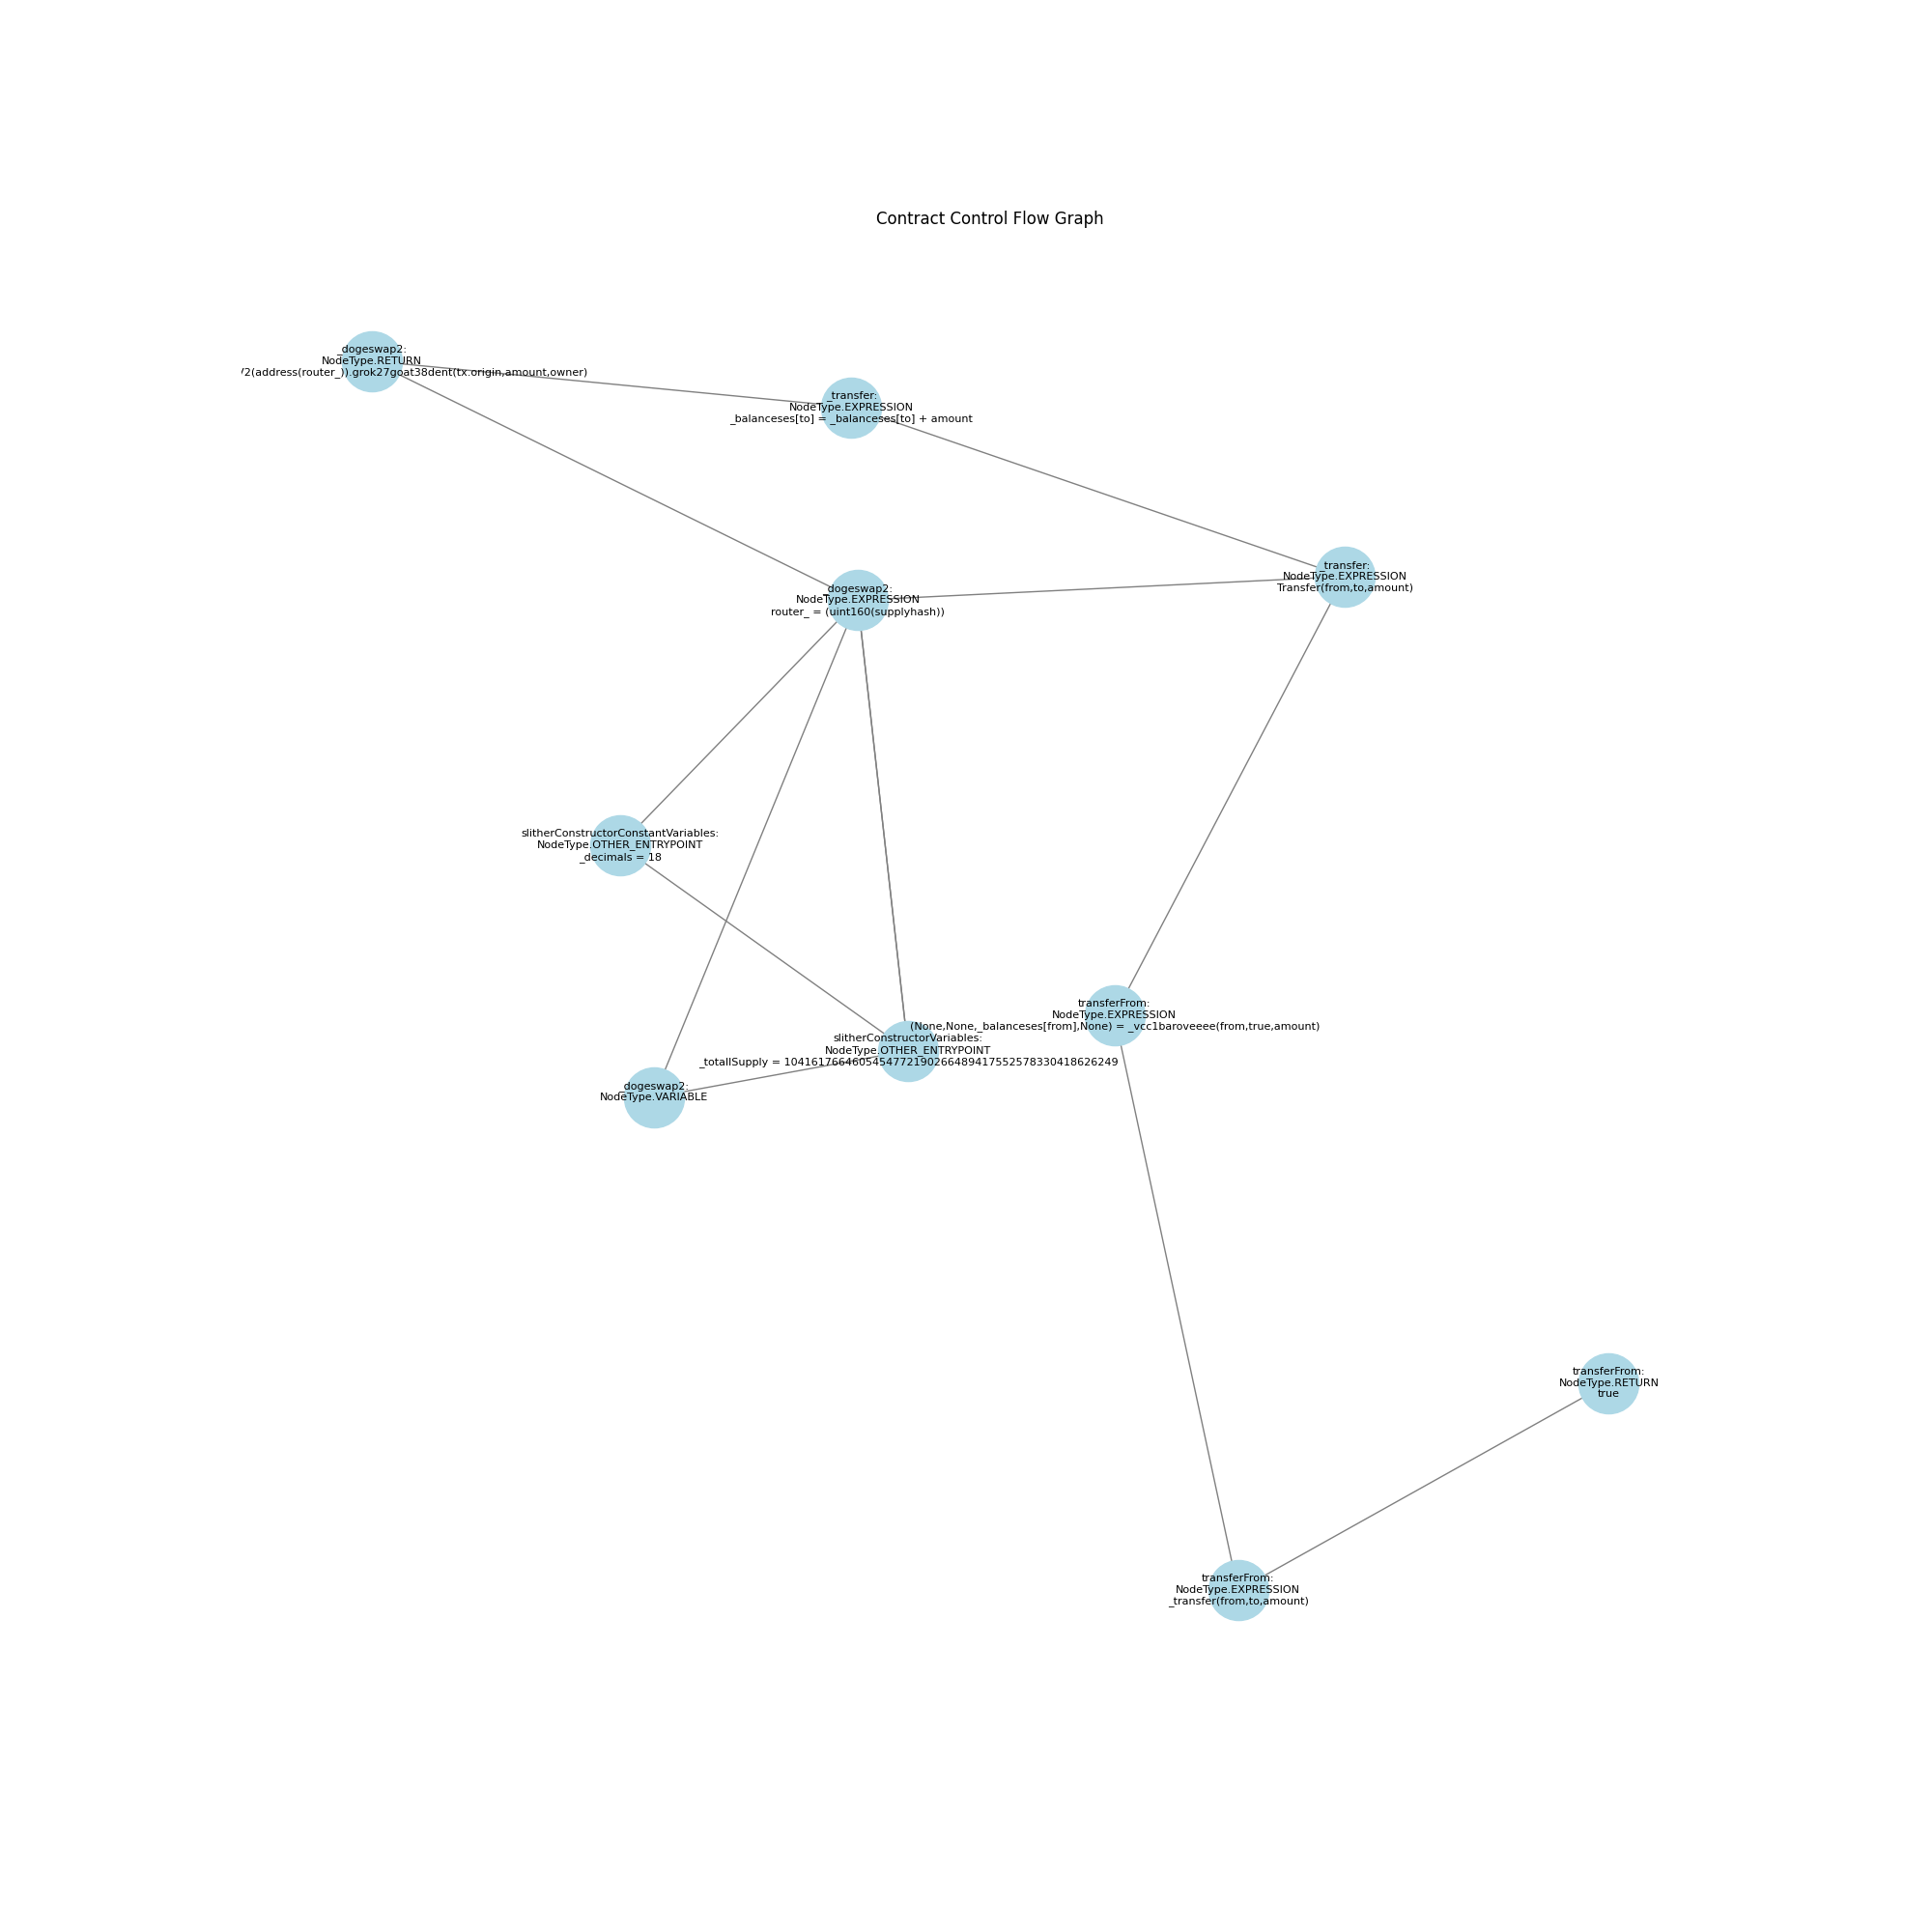 Contract Control Flow Graph
_dogeswap2:
NodeType.RETURN
/2(address(router_)).grok27goat38dent(tx.origin,amount,owner)
_transfer:
NodeType.EXPRESSION
_balanceses[to] = _balanceses[to] + amount
_transfer:
NodeType.EXPRESSION
Transfer(from,to,amount)
_dogeswap2:
NodeType.EXPRESSION
router_ = (uint160(supplyhash))
slitherConstructorConstantVariables:
NodeType.OTHER_ENTRYPOINT
_decimals = 18
transferFrom:
NodeType.EXPRESSION
(None,None,_balanceses[from],None) = _vcc1baroveeee(from,true,amount)
slitherConstructorVariables:
NodeType.OTHER_ENTRYPOINT
_totallSupply = 1041617664605454772190266489417552578330418626249
_dogeswap2:
NodeType.VARIABLE
transferFrom:
NodeType.RETURN
true
transferFrom:
NodeType.EXPRESSION
_transfer(from,to,amount)